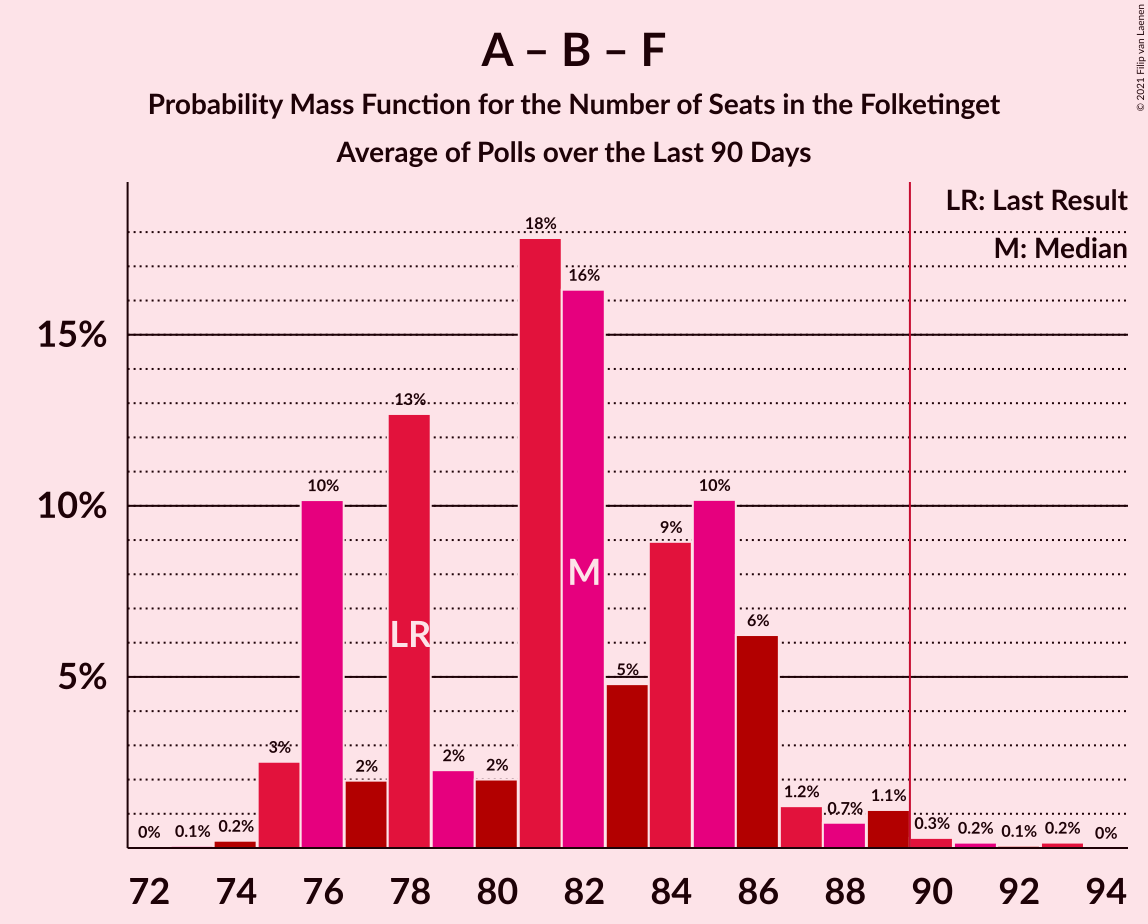 A – B – F
Probability Mass Function for the Number of Seats in the Folketinget
Average of Polls over the Last 90 Days
© 2021 Filip van Laenen
LR: Last Result
M: Median
15%
10%
5%
0%
0.1%
0.2%
3%
10%
2%
13%
2%
2%
18%
16%
5%
9%
10%
6%
1.2%
0.7%
1.1%
0.3%
0.2%
0.1%
0.2%
0%
LR
M
72 74 76 78 80 82 84 86 88 90 92 94